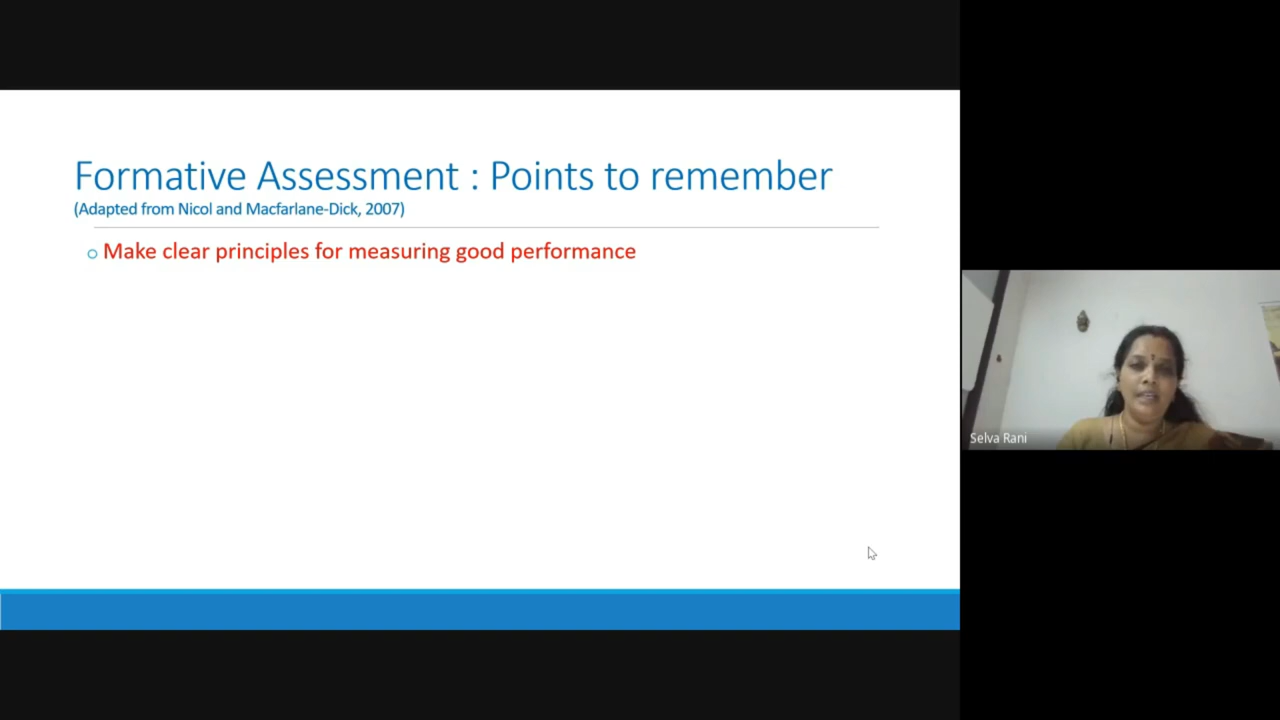 Formative Assessment : Points to remember
(Adapted from Nicol and Macfarlane-Dick, 2007)
Make clear principles for measuring good performance
Selva Rani